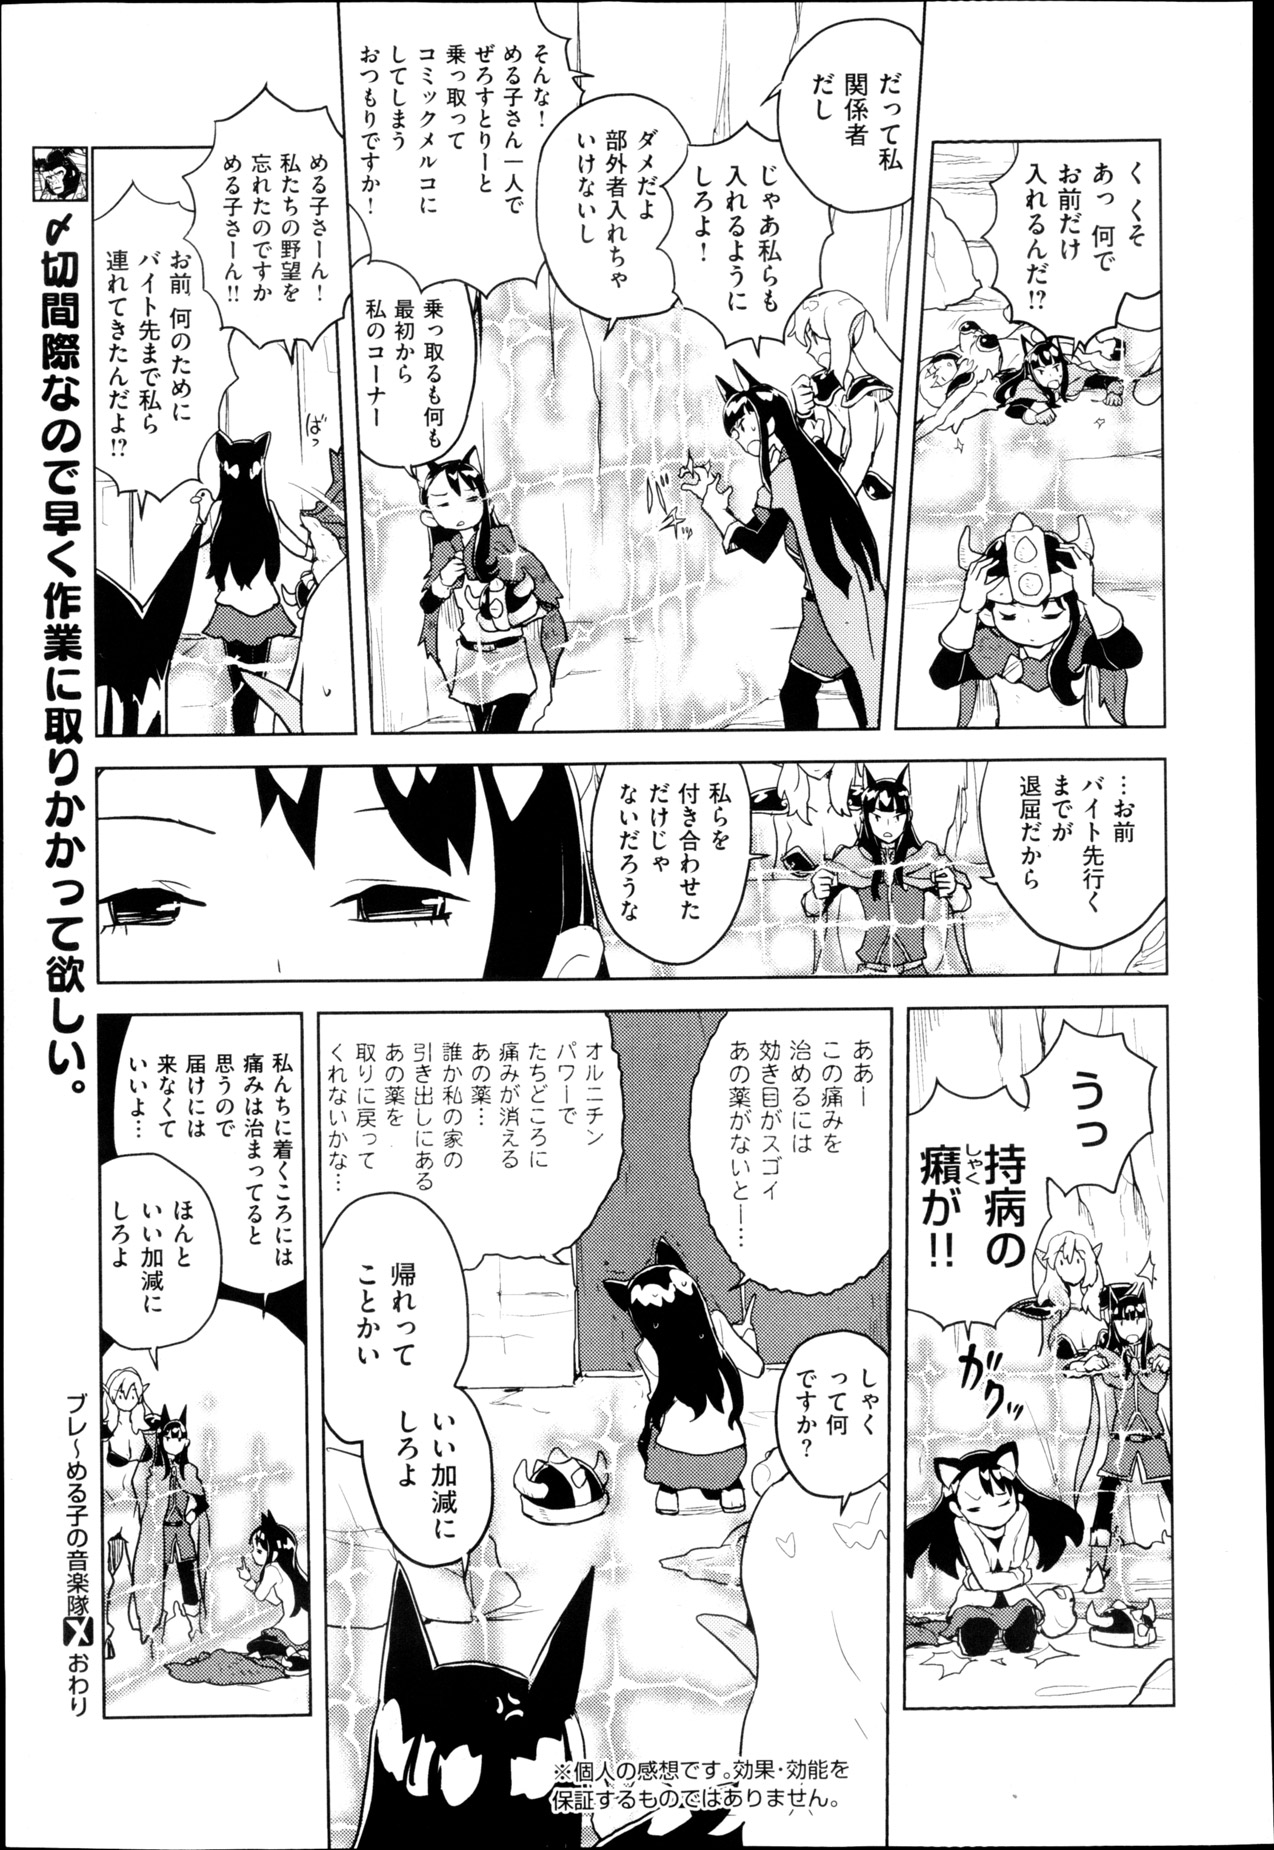 くくそ
あっ 何で
お前だけ
入れるんだ!?
だって私
関係者
だし
じゃあ私らも
入れるように
しろよ！
ダメだよ
部外者入れちゃ
いけないし
そんな！
める子さん一人で
ぜろすとりーと
乗っ取って
コミックメルコに
してしまう
おつもりですか！
乗っ取るも何も
最初から
私のコーナー
める子さーん！
私たちの野望を
忘れたのですか
める子さーん!!
お前 何のために
バイト先まで私ら
連れてきたんだよ!?
ばっ
…お前
バイト先行く
までが
退屈だから
私らを
付き合わせた
だけじゃ
ないだろうな
うっ
持病の
癪が!!
しゃく
ガクッ
しゃく
って何
ですか？
ああー
この痛みを
治めるには
効き目がスゴイ
あの薬がないと―……
オルニチン
パワーで
たちどころに
痛みが消える
あの薬…
誰か私の家の
引き出しにある
あの薬を
取りに戻って
くれないかな…
帰れって
ことかい
いい加減に
しろよ
※個人の感想です。効果・効能を
保証するものではありません。
私んちに着くころには
痛みは治まってると
思うので
届けには
来なくて
いいよ…
ほんと
いい加減に
しろよ
ブレ～める子の音楽隊X おわり
〆切間際なので早く作業に取りかかって欲しい。